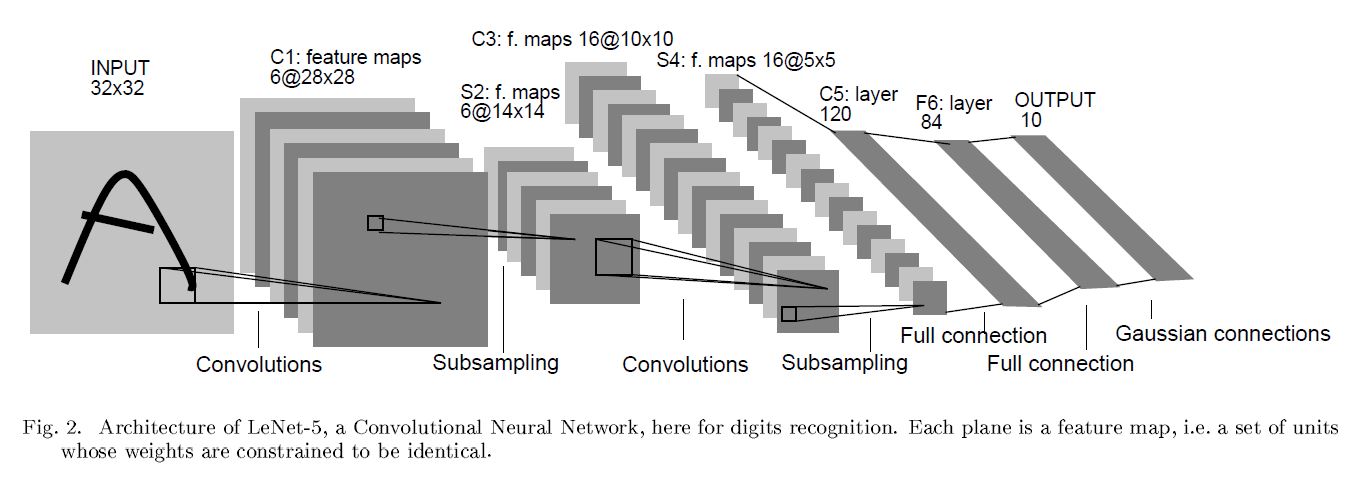 INPUT
32x32
C1: feature maps
6@28x28
S2: f. maps
6@14x14
C3: f. maps 16@10x10
S4: f. maps 16@5x5
C5: layer
120
F6: layer
84
OUTPUT
10
Convolutions
Subsampling
Convolutions
Subsampling
Full connection
Full connection
Gaussian connections
Fig. 2. Architecture of LeNet-5, a Convolutional Neural Network, here for digits recognition. Each plane is a feature map, i.e. a set of units
whose weights are constrained to be identical.